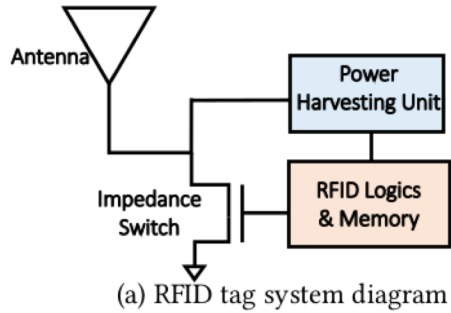 Antenna
Power
Harvesting Unit
Impedance
Switch
RFID Logics
& Memory
(a) RFID tag system diagram